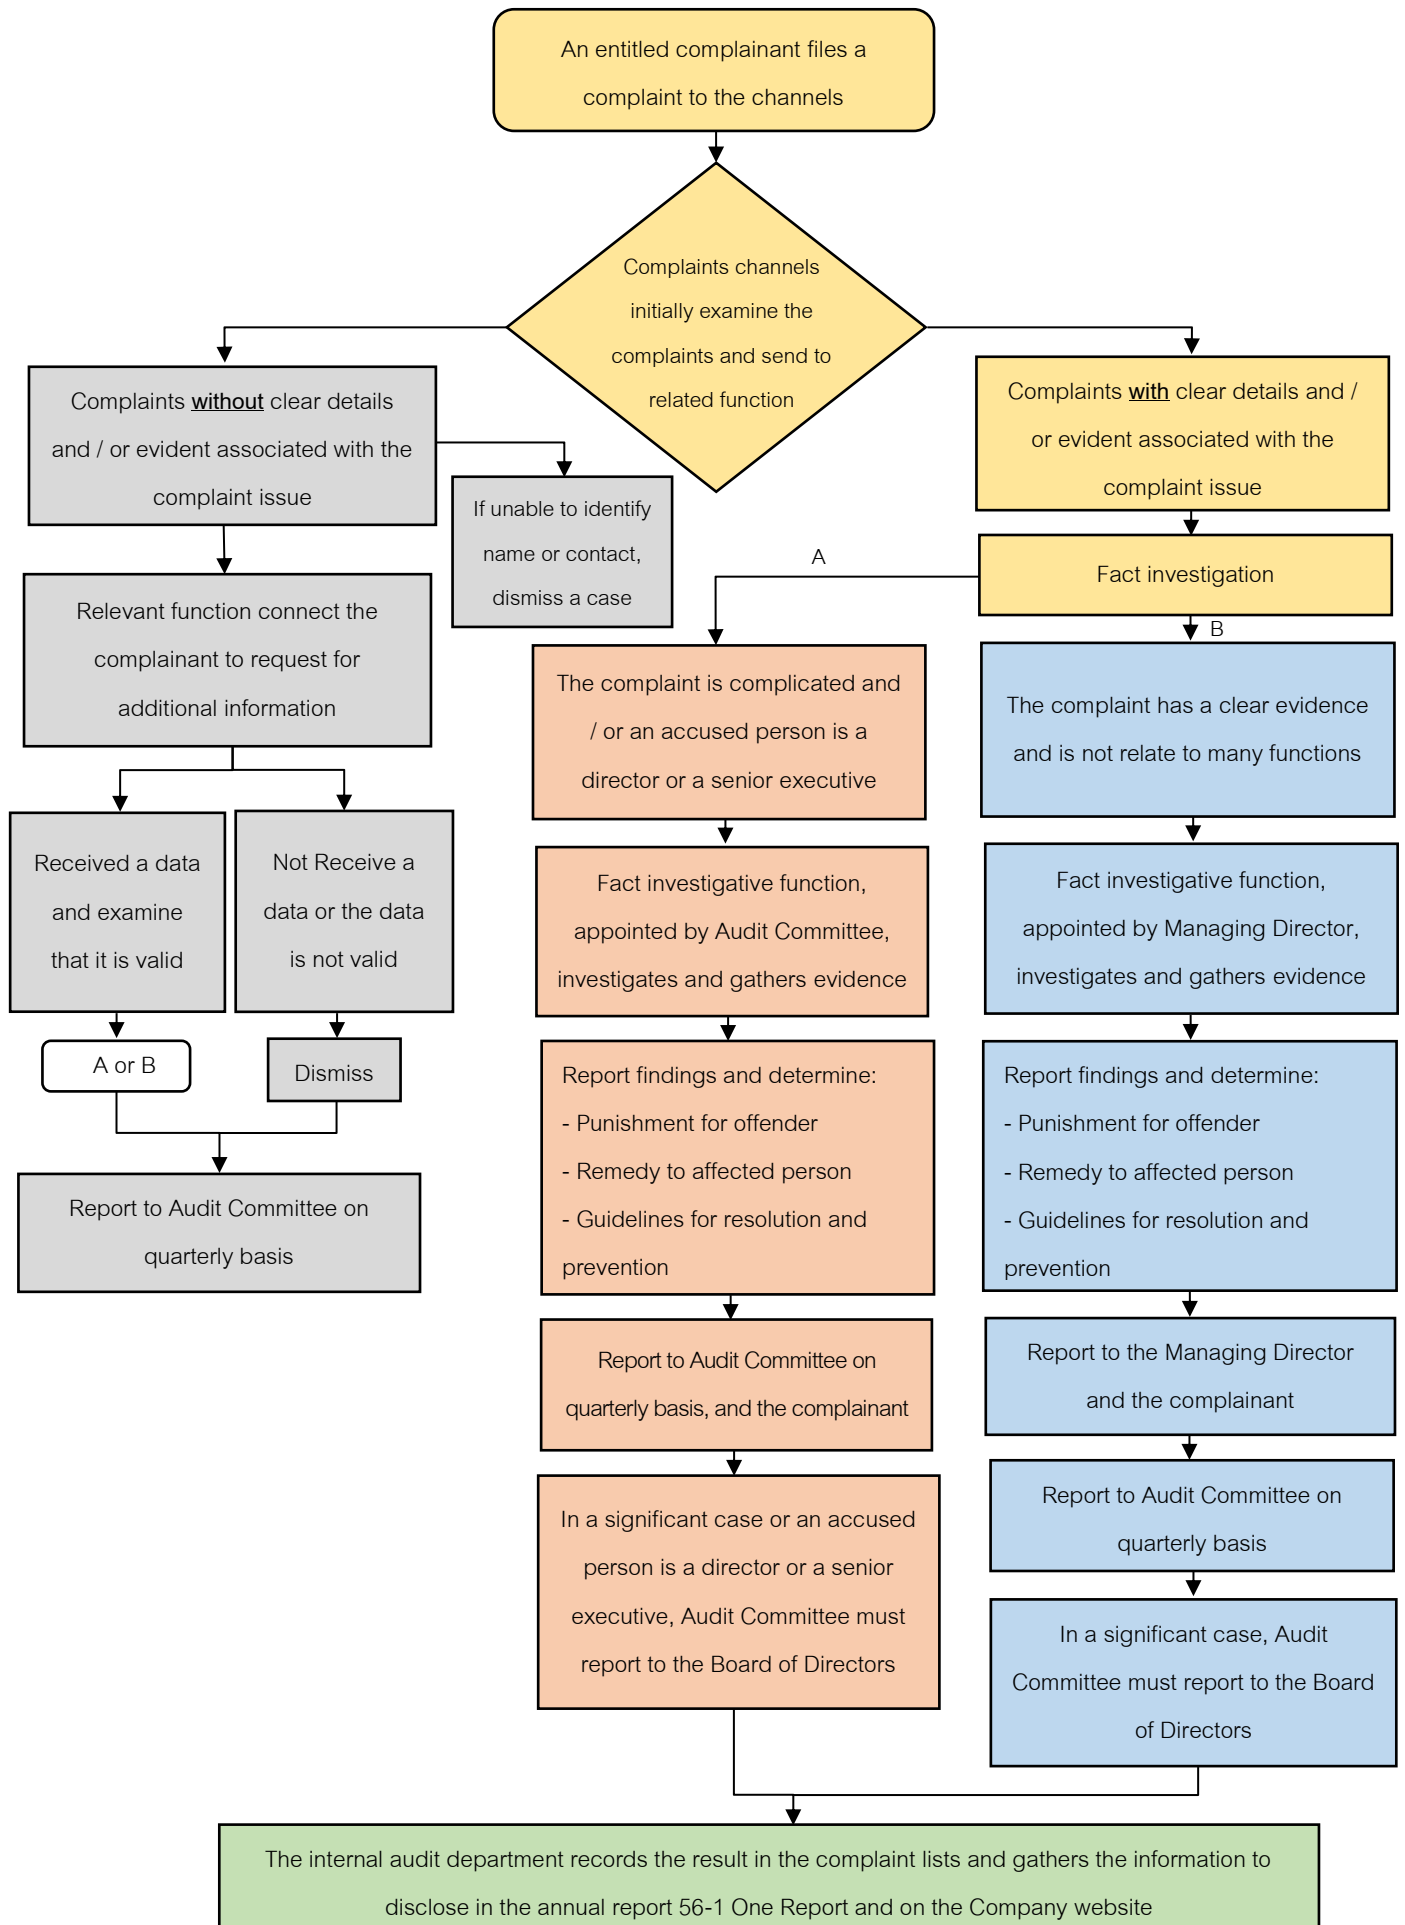 An entitled complainant files a
complaint to the channels
Complaints channels
initially examine the
complaints and send to
related function
Complaints without clear details
and / or evident associated with the
complaint issue
If unable to identify
name or contact,
dismiss a case
Relevant function connect the
complainant to request for
additional information
Received a data
and examine
that it is valid
Not Receive a
data or the data
is not valid
A or B
Dismiss
Report to Audit Committee on
quarterly basis
Complaints with clear details and /
or evident associated with the
complaint issue
Fact investigation
A
B
The complaint is complicated and
/ or an accused person is a
director or a senior executive
Fact investigative function,
appointed by Audit Committee,
investigates and gathers evidence
Report findings and determine:
- Punishment for offender
- Remedy to affected person
- Guidelines for resolution and
prevention
Report to Audit Committee on
quarterly basis, and the complainant
In a significant case or an accused
person is a director or a senior
executive, Audit Committee must
report to the Board of Directors
The complaint has a clear evidence
and is not relate to many functions
Fact investigative function,
appointed by Managing Director,
investigates and gathers evidence
Report findings and determine:
- Punishment for offender
- Remedy to affected person
- Guidelines for resolution and
prevention
Report to the Managing Director
and the complainant
Report to Audit Committee on
quarterly basis
In a significant case, Audit
Committee must report to the Board
of Directors
The internal audit department records the result in the complaint lists and gathers the information to
disclose in the annual report 56-1 One Report and on the Company website